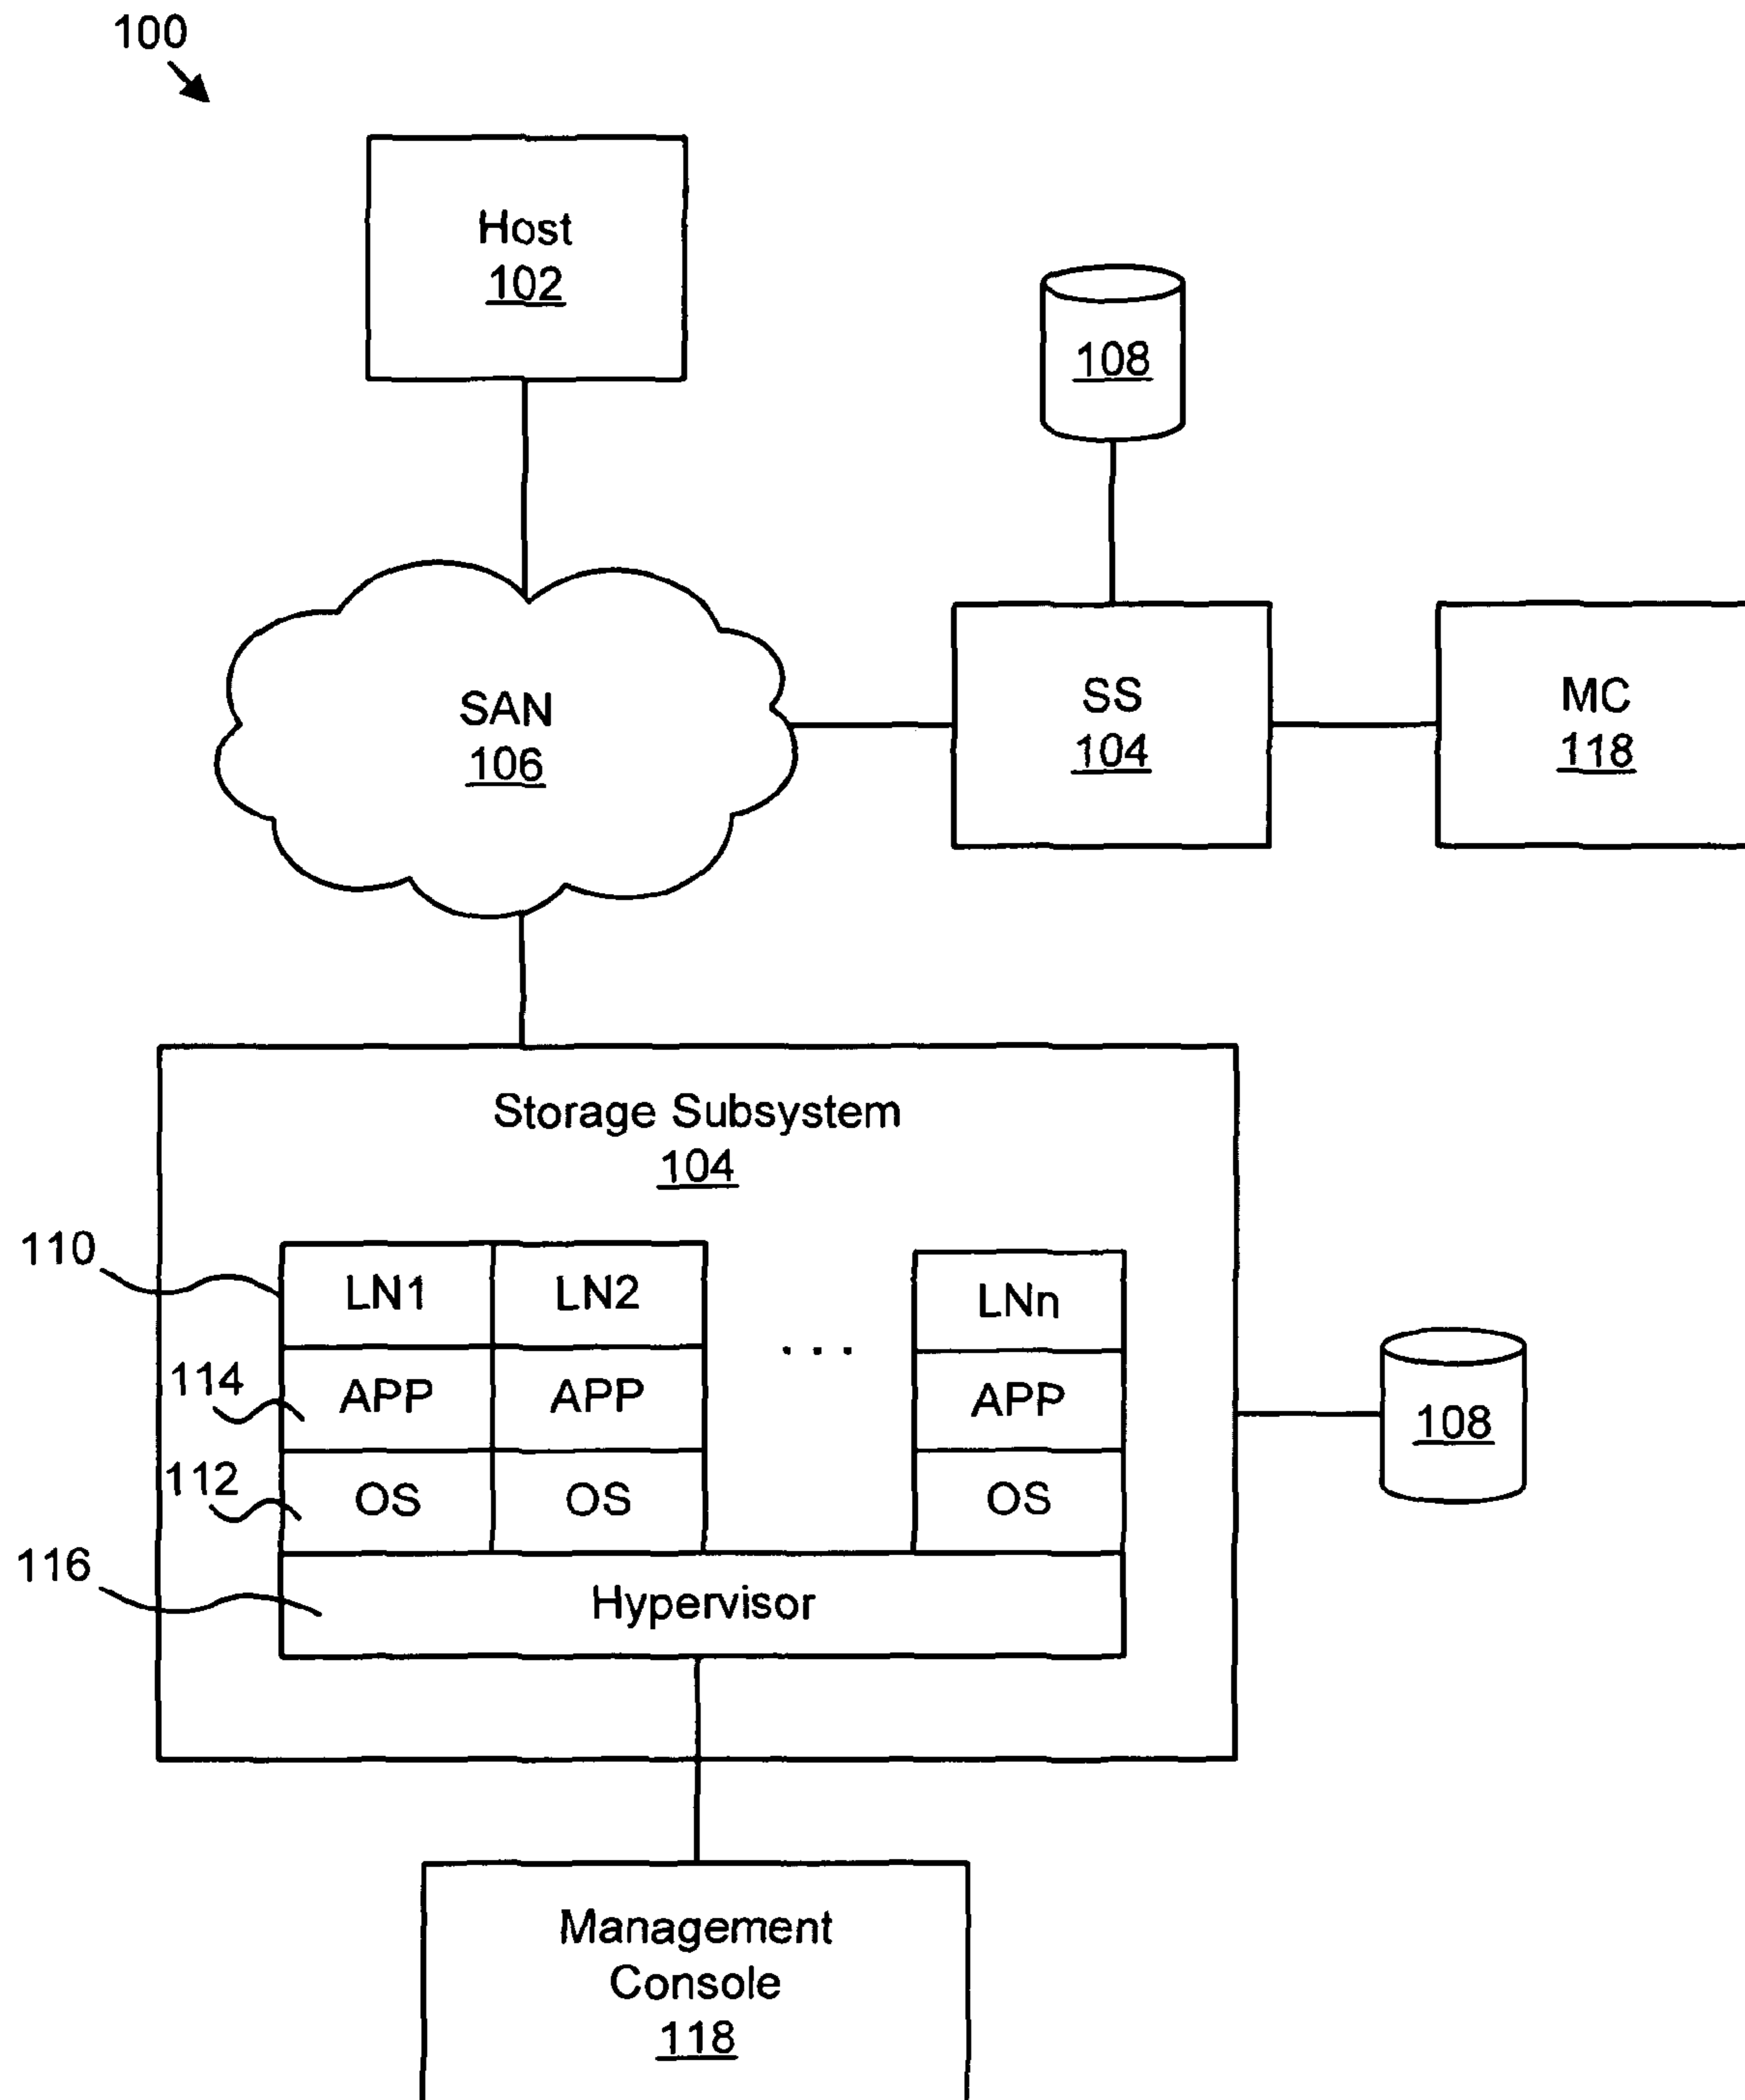 100
Host
102
108
SAN
106
SS
104
MC
118
Storage Subsystem
104
110
LN1
LN2
LNn
. . .
114
APP
APP
APP
108
112
OS
OS
OS
116
Hypervisor
Management
Console
118